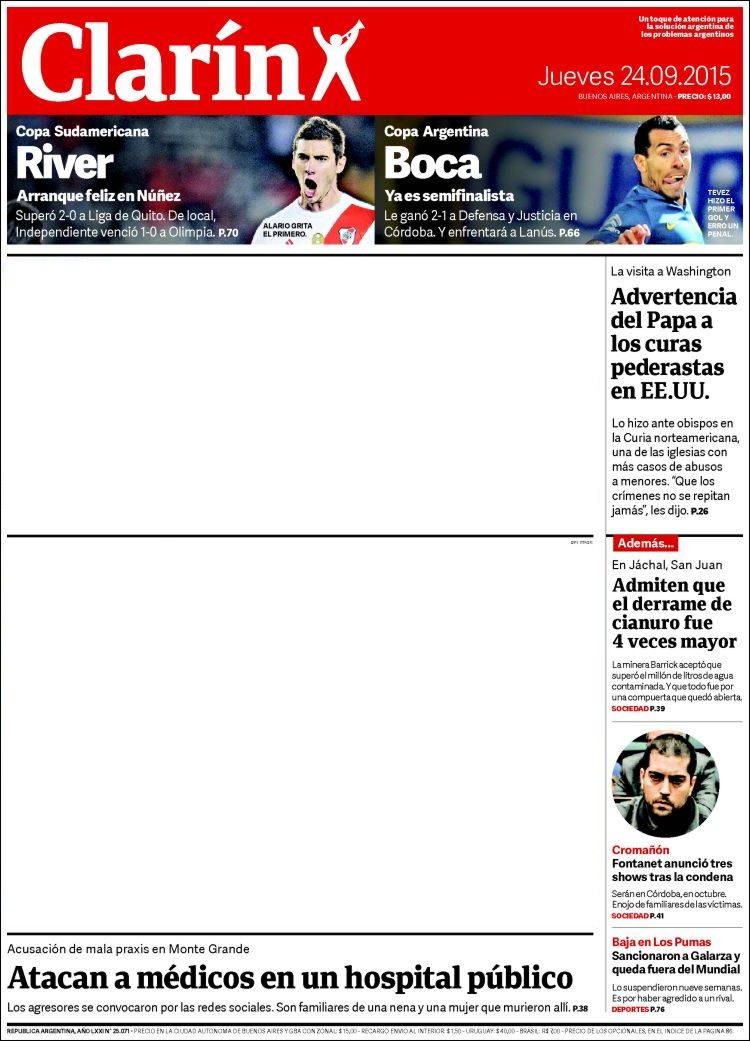 Clarín
Un toque de atención para
la solución argentina de
los problemas argentinos
Jueves 24.09.2015
BUENOS AIRES, ARGENTINA - PRECIO: $ 13,00
Copa Sudamericana
River
Arranque feliz en Núñez
Superó 2-0 a Liga de Quito. De local,
Independiente venció 1-0 a Olimpia. P.70
ALARIO GRITA
EL PRIMERO.
Copa Argentina
Boca
Ya es semifinalista
Le ganó 2-1 a Defensa y Justicia en
Córdoba. Y enfrentará a Lanús. P.66
TEVEZ
HIZO EL
PRIMER
GOL Y
ERRO UN
PENAL.
La visita a Washington
Advertencia
del Papa a
los curas
pederastas
en EE.UU.
Lo hizo ante obispos en
la Curia norteamericana,
una de las iglesias con
más casos de abusos
a menores. “Que los
crímenes no se repitan
jamás”, les dijo. P.26
Además...
En Jáchal, San Juan
Admiten que
el derrame de
cianuro fue
4 veces mayor
La minera Barrick aceptó que
superó el millón de litros de agua
contaminada. Y que todo fue por
una compuerta que quedó abierta.
SOCIEDAD P.39
Cromañón
Fontanet anunció tres
shows tras la condena
Serán en Córdoba, en octubre.
Enojo de familiares de las víctimas.
SOCIEDAD P.41
Baja en Los Pumas
Sancionaron a Galarza y
queda fuera del Mundial
Lo suspendieron nueve semanas.
Es por haber agredido a un rival.
DEPORTES P.76
Acusación de mala praxis en Monte Grande
Atacan a médicos en un hospital público
Los agresores se convocaron por las redes sociales. Son familiares de una nena y una mujer que murieron allí. P.38
REPUBLICA ARGENTINA, AÑO LXXI N° 25.071 - PRECIO EN LA CIUDAD AUTONOMA DE BUENOS AIRES Y GBA CON ZONAL: $ 15,00 - RECARGO ENVIO AL INTERIOR: $ 1,50 - URUGUAY: $ 40,00 - BRASIL: R$ 7,00 - PRECIO DE LOS OPCIONALES, EN EL INDICE DE LA PAGINA 86